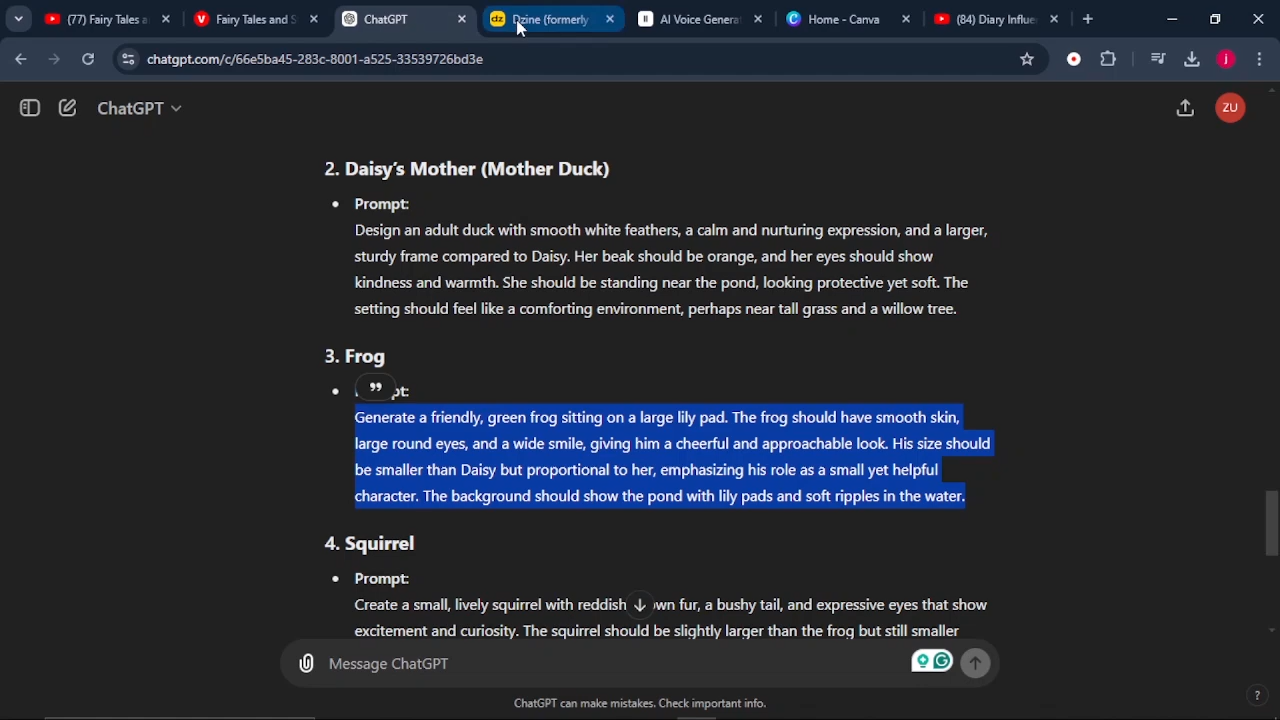 (77) Fairy Tales a
Fairy Tales and S
ChatGPT
Dzine (formerly
AI Voice Genera
Home - Canva
(84) Diary Influe
chatgpt.com/c/66e5ba45-283c-8001-a525-33539726bd3e
j
ChatGPT
ZU
2. Daisy's Mother (Mother Duck)
Prompt:
Design an adult duck with smooth white feathers, a calm and nurturing expression, and a larger,
sturdy frame compared to Daisy. Her beak should be orange, and her eyes should show
kindness and warmth. She should be standing near the pond, looking protective yet soft. The
setting should feel like a comforting environment, perhaps near tall grass and a willow tree.
3. Frog
pt:
Generate a friendly, green frog sitting on a large lily pad. The frog should have smooth skin,
large round eyes, and a wide smile, giving him a cheerful and approachable look. His size should
be smaller than Daisy but proportional to her, emphasizing his role as a small yet helpful
character. The background should show the pond with lily pads and soft ripples in the water.
4. Squirrel
Prompt:
Create a small, lively squirrel with reddish wn fur, a bushy tail, and expressive eyes that show
excitement and curiosity. The squirrel should be slightly larger than the frog but still smaller
Message ChatGPT
ChatGPT can make mistakes. Check important info.
?